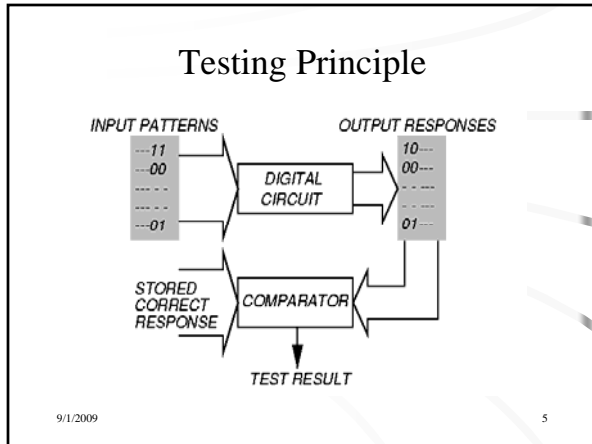 Testing Principle
INPUT PATTERNS
OUTPUT RESPONSES
---11
---00
--- - -
--- - -
---01
DIGITAL
CIRCUIT
10---
00---
- - ---
- - ---
01---
STORED
CORRECT
RESPONSE
COMPARATOR
TEST RESULT
9/1/2009
5